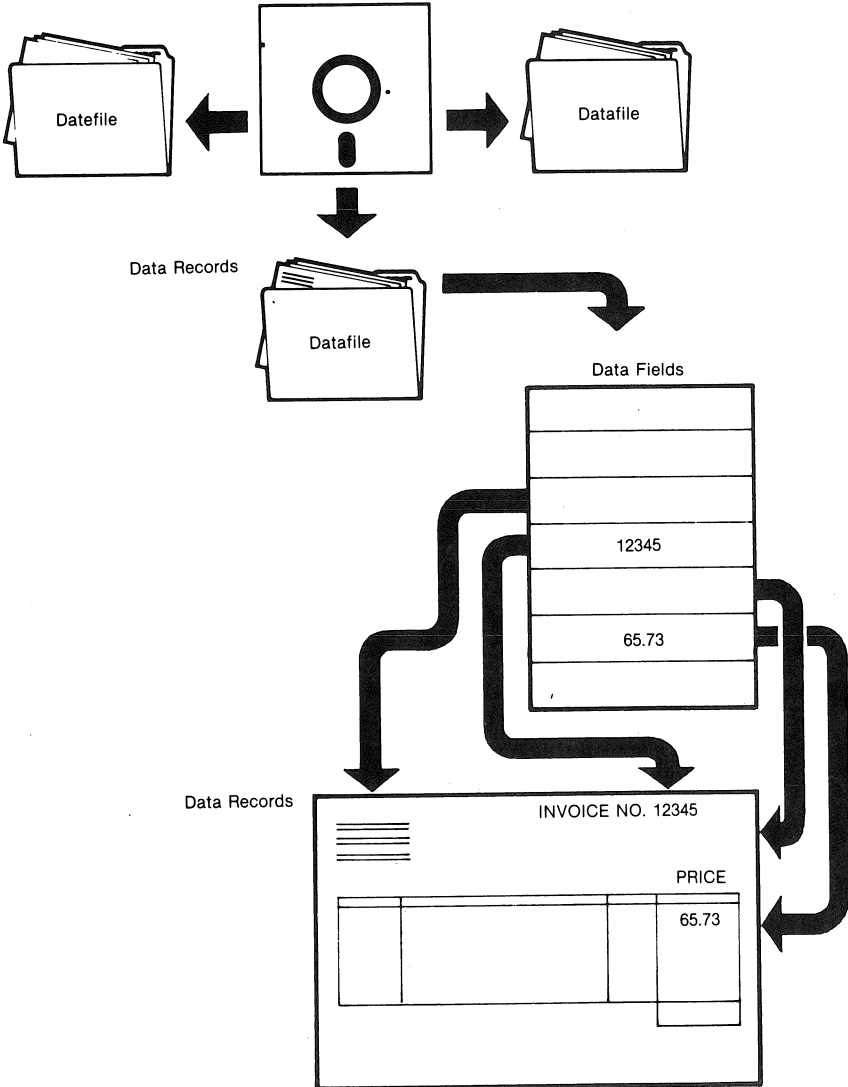 Datefile
Datafile
Data Records
Datafile
Data Fields
12345
65.73
Data Records
INVOICE NO. 12345
PRICE
65.73